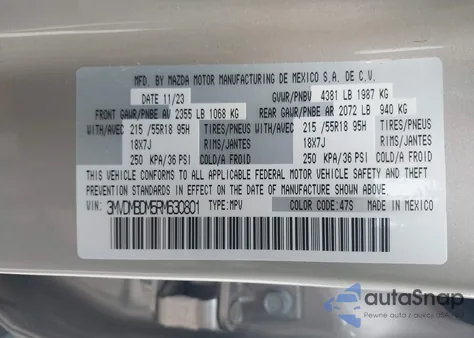 MFD. BY MAZDA MOTOR MANUFACTURING DE MEXICO S.A. DE C.V.
DATE 11/23 GVWR/PNBV 4381 LB 1987 KG
FRONT GAWR/PNBE AV 2355 LB 1068 KG REAR GAWR/PNBE AR 2072 LB 940 KG
WITH/AVEC 215 /55R18 95H TIRES/PNEUS WITH/AVEC 215 /55R18 95H TIRES/PNEUS
18X7J RIMS/JANTES 18X7J RIMS/JANTES
250 KPA/36 PSI COLD/A FROID 250 KPA/36 PSI COLD/A FROID
THIS VEHICLE CONFORMS TO ALL APPLICABLE FEDERAL MOTOR VEHICLE SAFETY AND THEFT
PREVENTION STANDARDS IN EFFECT ON THE DATE OF MANUFACTURE SHOWN ABOVE.
VIN: 3MVDMBDM5RM630801 TYPE:MPV COLOR CODE:47S MADE IN MEXICO
autoSnap
Pewne auta z aukcji USA